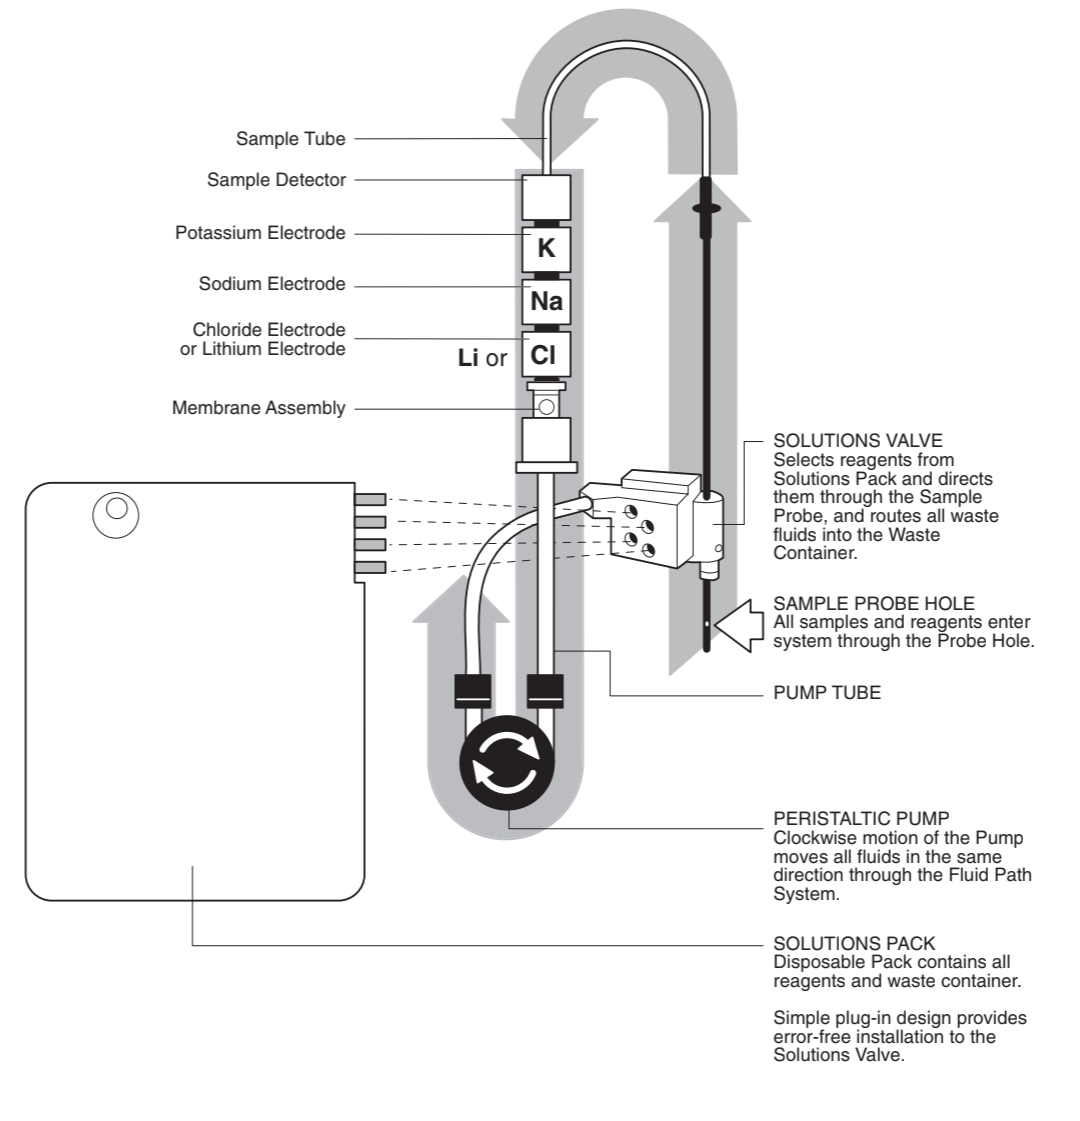 Sample Tube
Sample Detector
Potassium Electrode
K
Sodium Electrode
Na
Chloride Electrode
or Lithium Electrode
Li or
Cl
Membrane Assembly
SOLUTIONS VALVE
Selects reagents from
Solutions Pack and directs
them through the Sample
Probe, and routes all waste
fluids into the Waste
Container.
SAMPLE PROBE HOLE
All samples and reagents enter
system through the Probe Hole.
PUMP TUBE
PERISTALTIC PUMP
Clockwise motion of the Pump
moves all fluids in the same
direction through the Fluid Path
System.
SOLUTIONS PACK
Disposable Pack contains all
reagents and waste container.
Simple plug-in design provides
error-free installation to the
Solutions Valve.